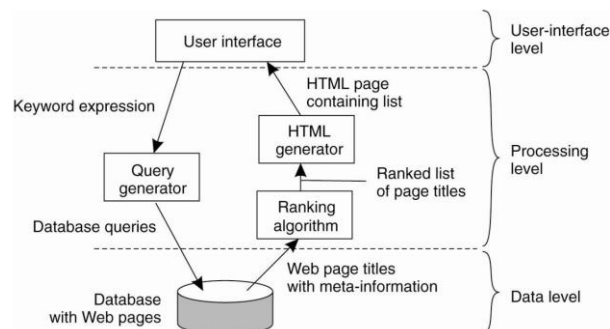 User interface
User-interface
level
Keyword expression
HTML page
containing list
HTML
generator
Query
generator
Ranked list
of page titles
Processing
level
Ranking
algorithm
Database queries
Web page titles
with meta-information
Database
with Web pages
Data level